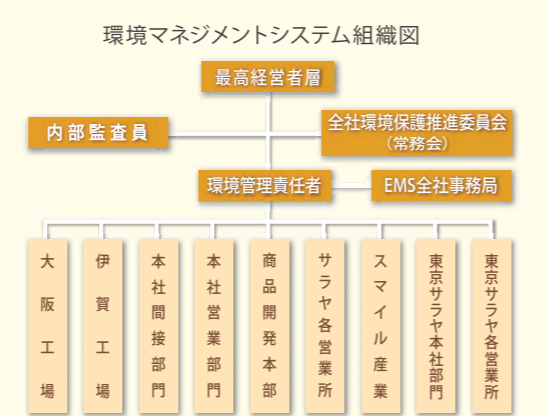 環境マネジメントシステム組織図
最高経営者層
内部監査員
全社環境保護推進委員会
（常務会）
環境管理責任者
EMS全社事務局
大阪工場
伊賀工場
本社間接部門
本社営業部門
商品開発本部
サラヤ各営業所
スマイル産業
東京サラヤ本社部門
東京サラヤ各営業所